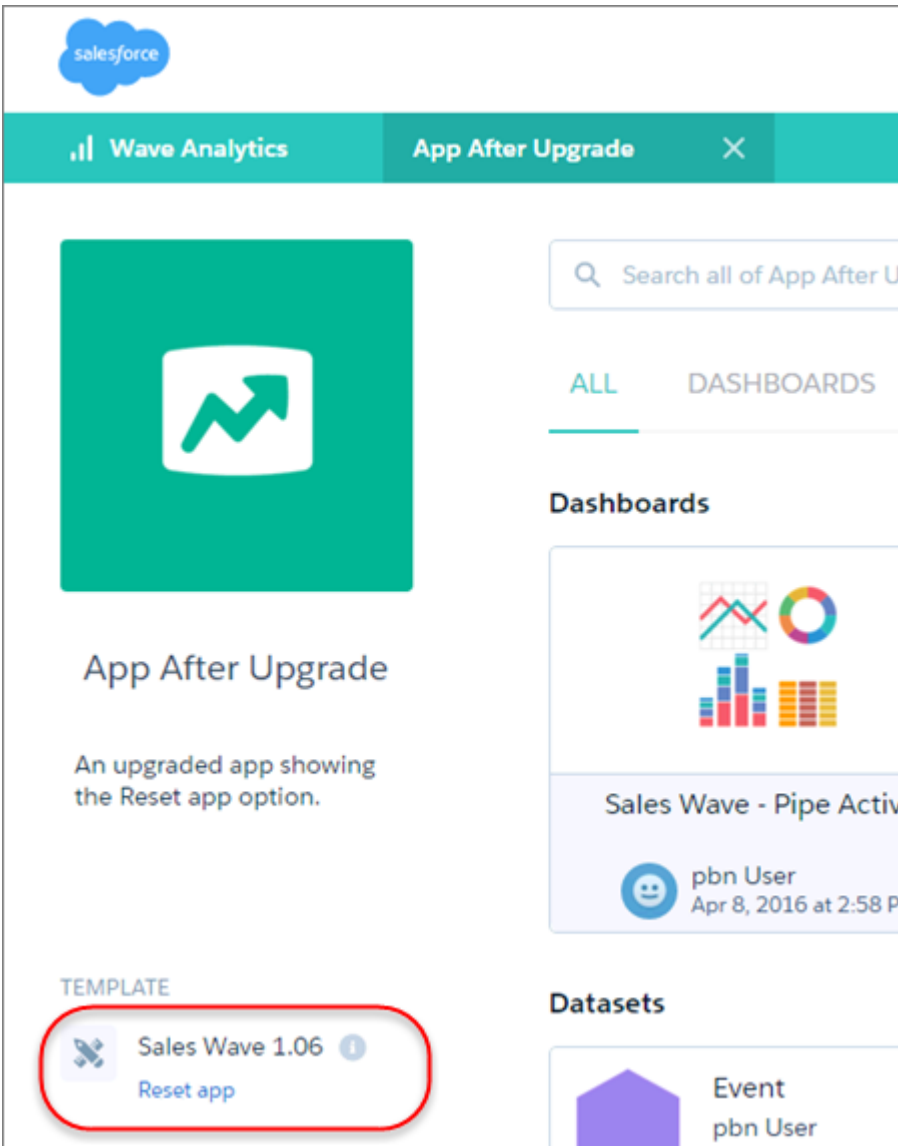 salesforce
Wave Analytics
App After Upgrade
Search all of App After U
ALL
DASHBOARDS
Dashboards
App After Upgrade
An upgraded app showing
the Reset app option.
Sales Wave - Pipe Activ
pbn User
Apr 8, 2016 at 2:58 P
TEMPLATE
Sales Wave 1.06
Reset app
Datasets
Event
pbn User